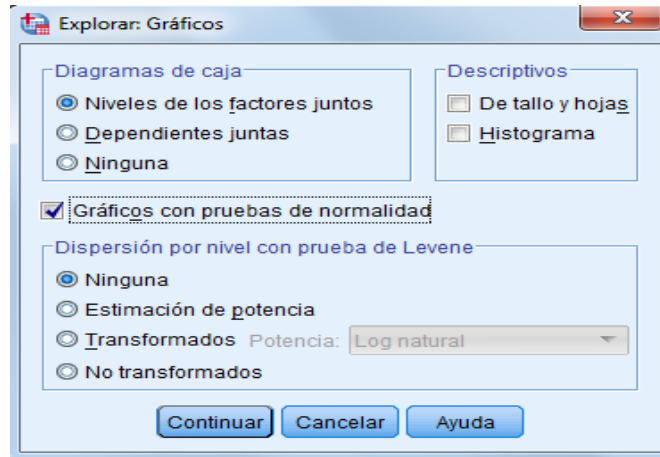 Explorar: Gráficos
Diagramas de caja
Niveles de los factores juntos
Dependientes juntas
Ninguna
Descriptivos
De tallo y hojas
Histograma
Gráficos con pruebas de normalidad
Dispersión por nivel con prueba de Levene
Ninguna
Estimación de potencia
Transformados Potencia: Log natural
No transformados
Continuar Cancelar Ayuda